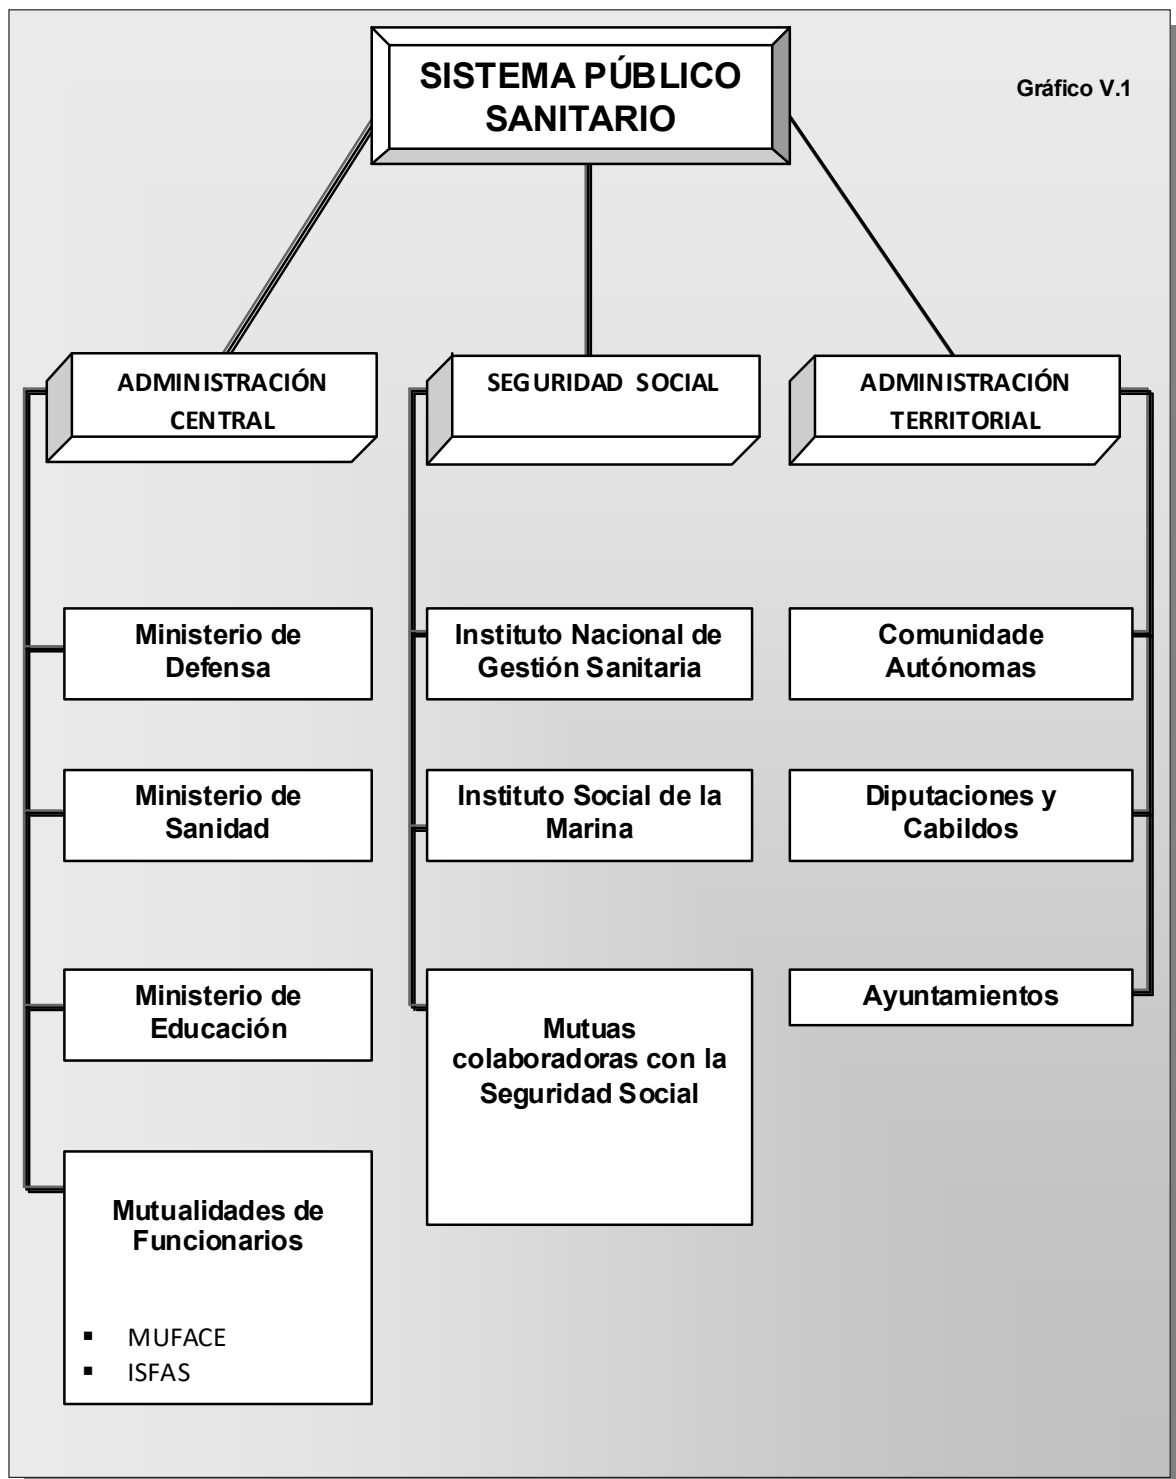 SISTEMA PÚBLICO
SANITARIO
Gráfico V.1
ADMINISTRACIÓN
CENTRAL
SEGURIDAD SOCIAL
ADMINISTRACIÓN
TERRITORIAL
Ministerio de
Defensa
Instituto Nacional de
Gestión Sanitaria
Comunidade
Autónomas
Ministerio de
Sanidad
Instituto Social de la
Marina
Diputaciones y
Cabildos
Ministerio de
Educación
Mutuas
colaboradoras con la
Seguridad Social
Ayuntamientos
Mutualidades de
Funcionarios
▪ MUFACE
▪ ISFAS